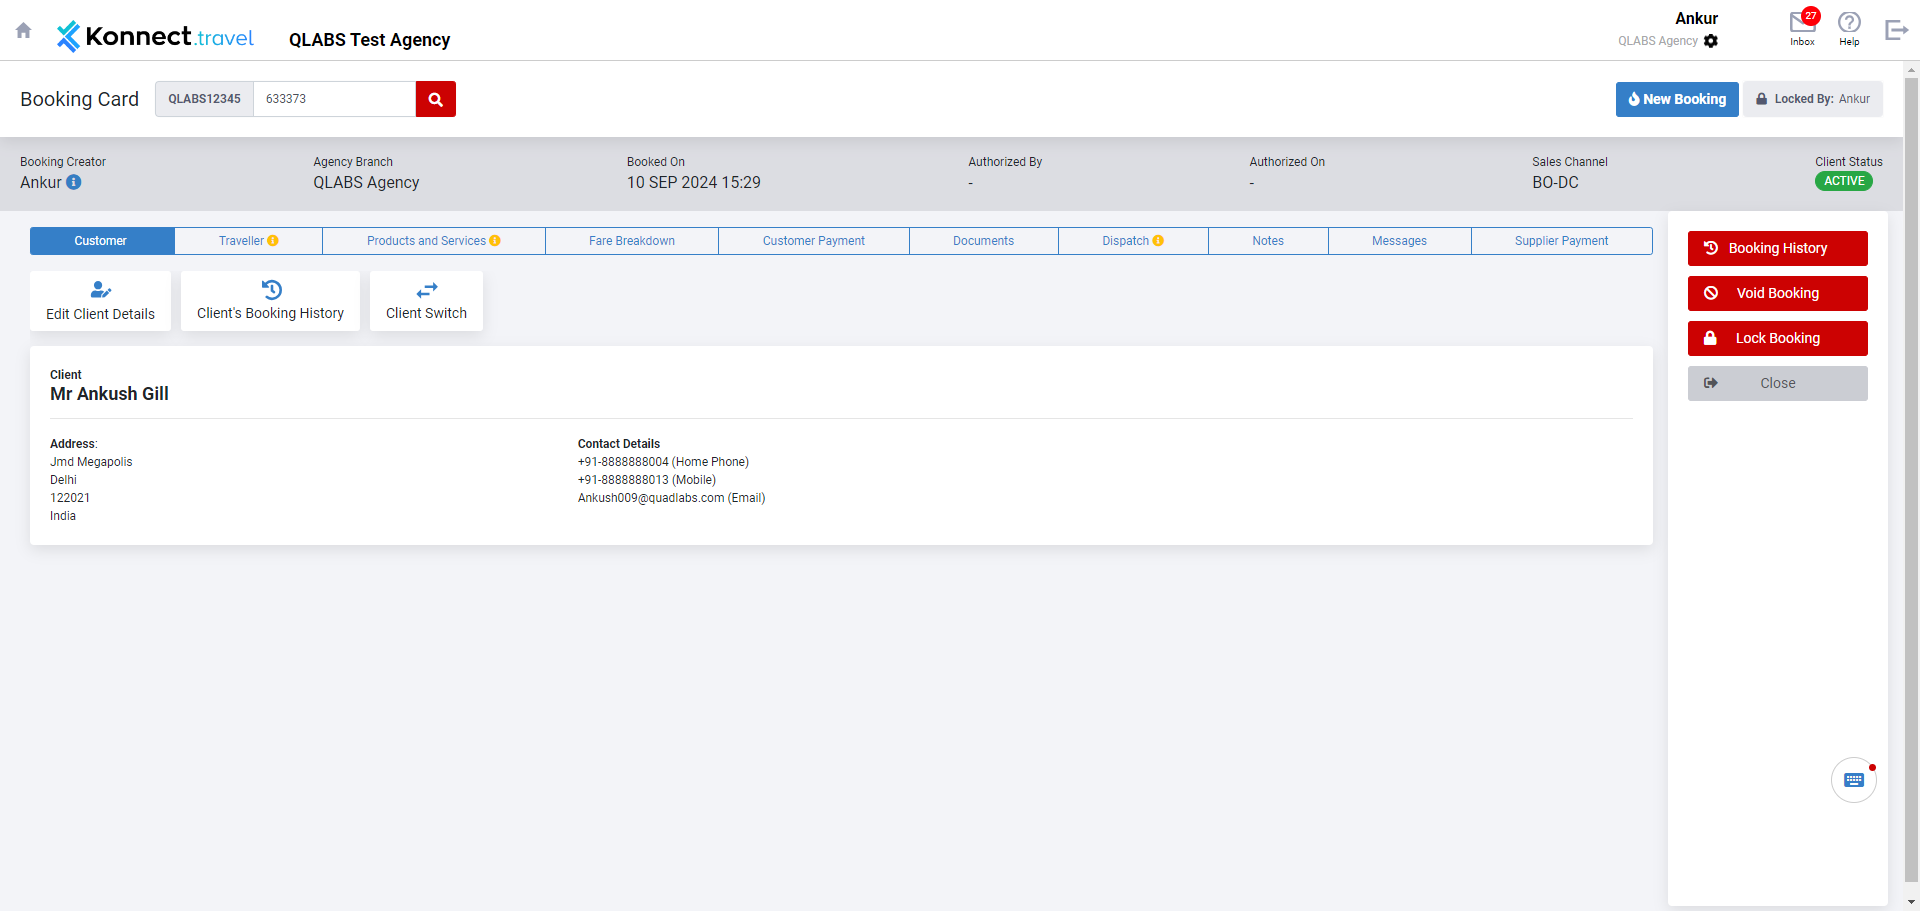 Konnect.travel
QLABS Test Agency
Ankur
QLABS Agency
27
Inbox
Help
Booking Card
QLABS12345
633373
New Booking
Locked By: Ankur
Booking Creator
Ankur
Agency Branch
QLABS Agency
Booked On
10 SEP 2024 15:29
Authorized By
-
Authorized On
-
Sales Channel
BO-DC
Client Status
ACTIVE
Customer
Traveller
Products and Services
Fare Breakdown
Customer Payment
Documents
Dispatch
Notes
Messages
Supplier Payment
Edit Client Details
Client's Booking History
Client Switch
Booking History
Void Booking
Lock Booking
Close
Client
Mr Ankush Gill
Address:
Jmd Megapolis
Delhi
122021
India
Contact Details
+91-8888888004 (Home Phone)
+91-8888888013 (Mobile)
Ankush009@quadlabs.com (Email)